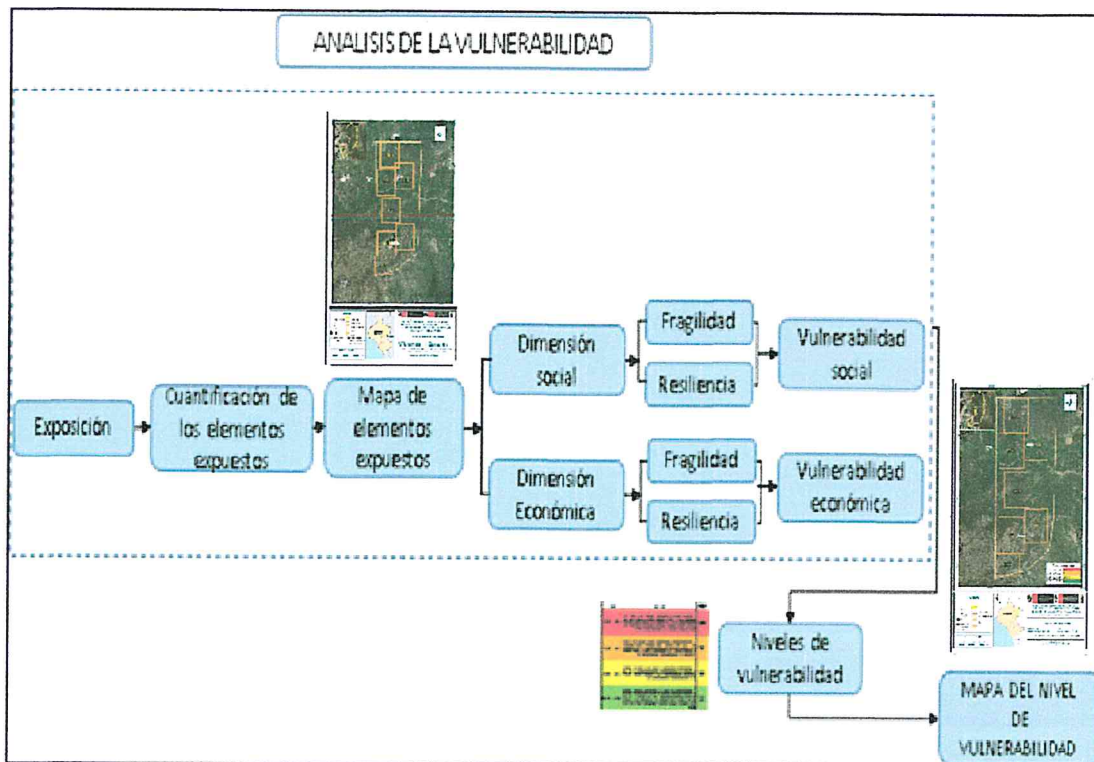 ANALISIS DE LA VULNERABILIDAD
Exposición
Cuantificación de
los elementos
expuestos
Mapa de
elementos
expuestos
Dimensión
social
Fragilidad
Resiliencia
Vulnerabilidad
social
Dimensión
Económica
Fragilidad
Resiliencia
Vulnerabilidad
económica
Niveles de
vulnerabilidad
MAPA DEL NIVEL
DE
VULNERABILIDAD